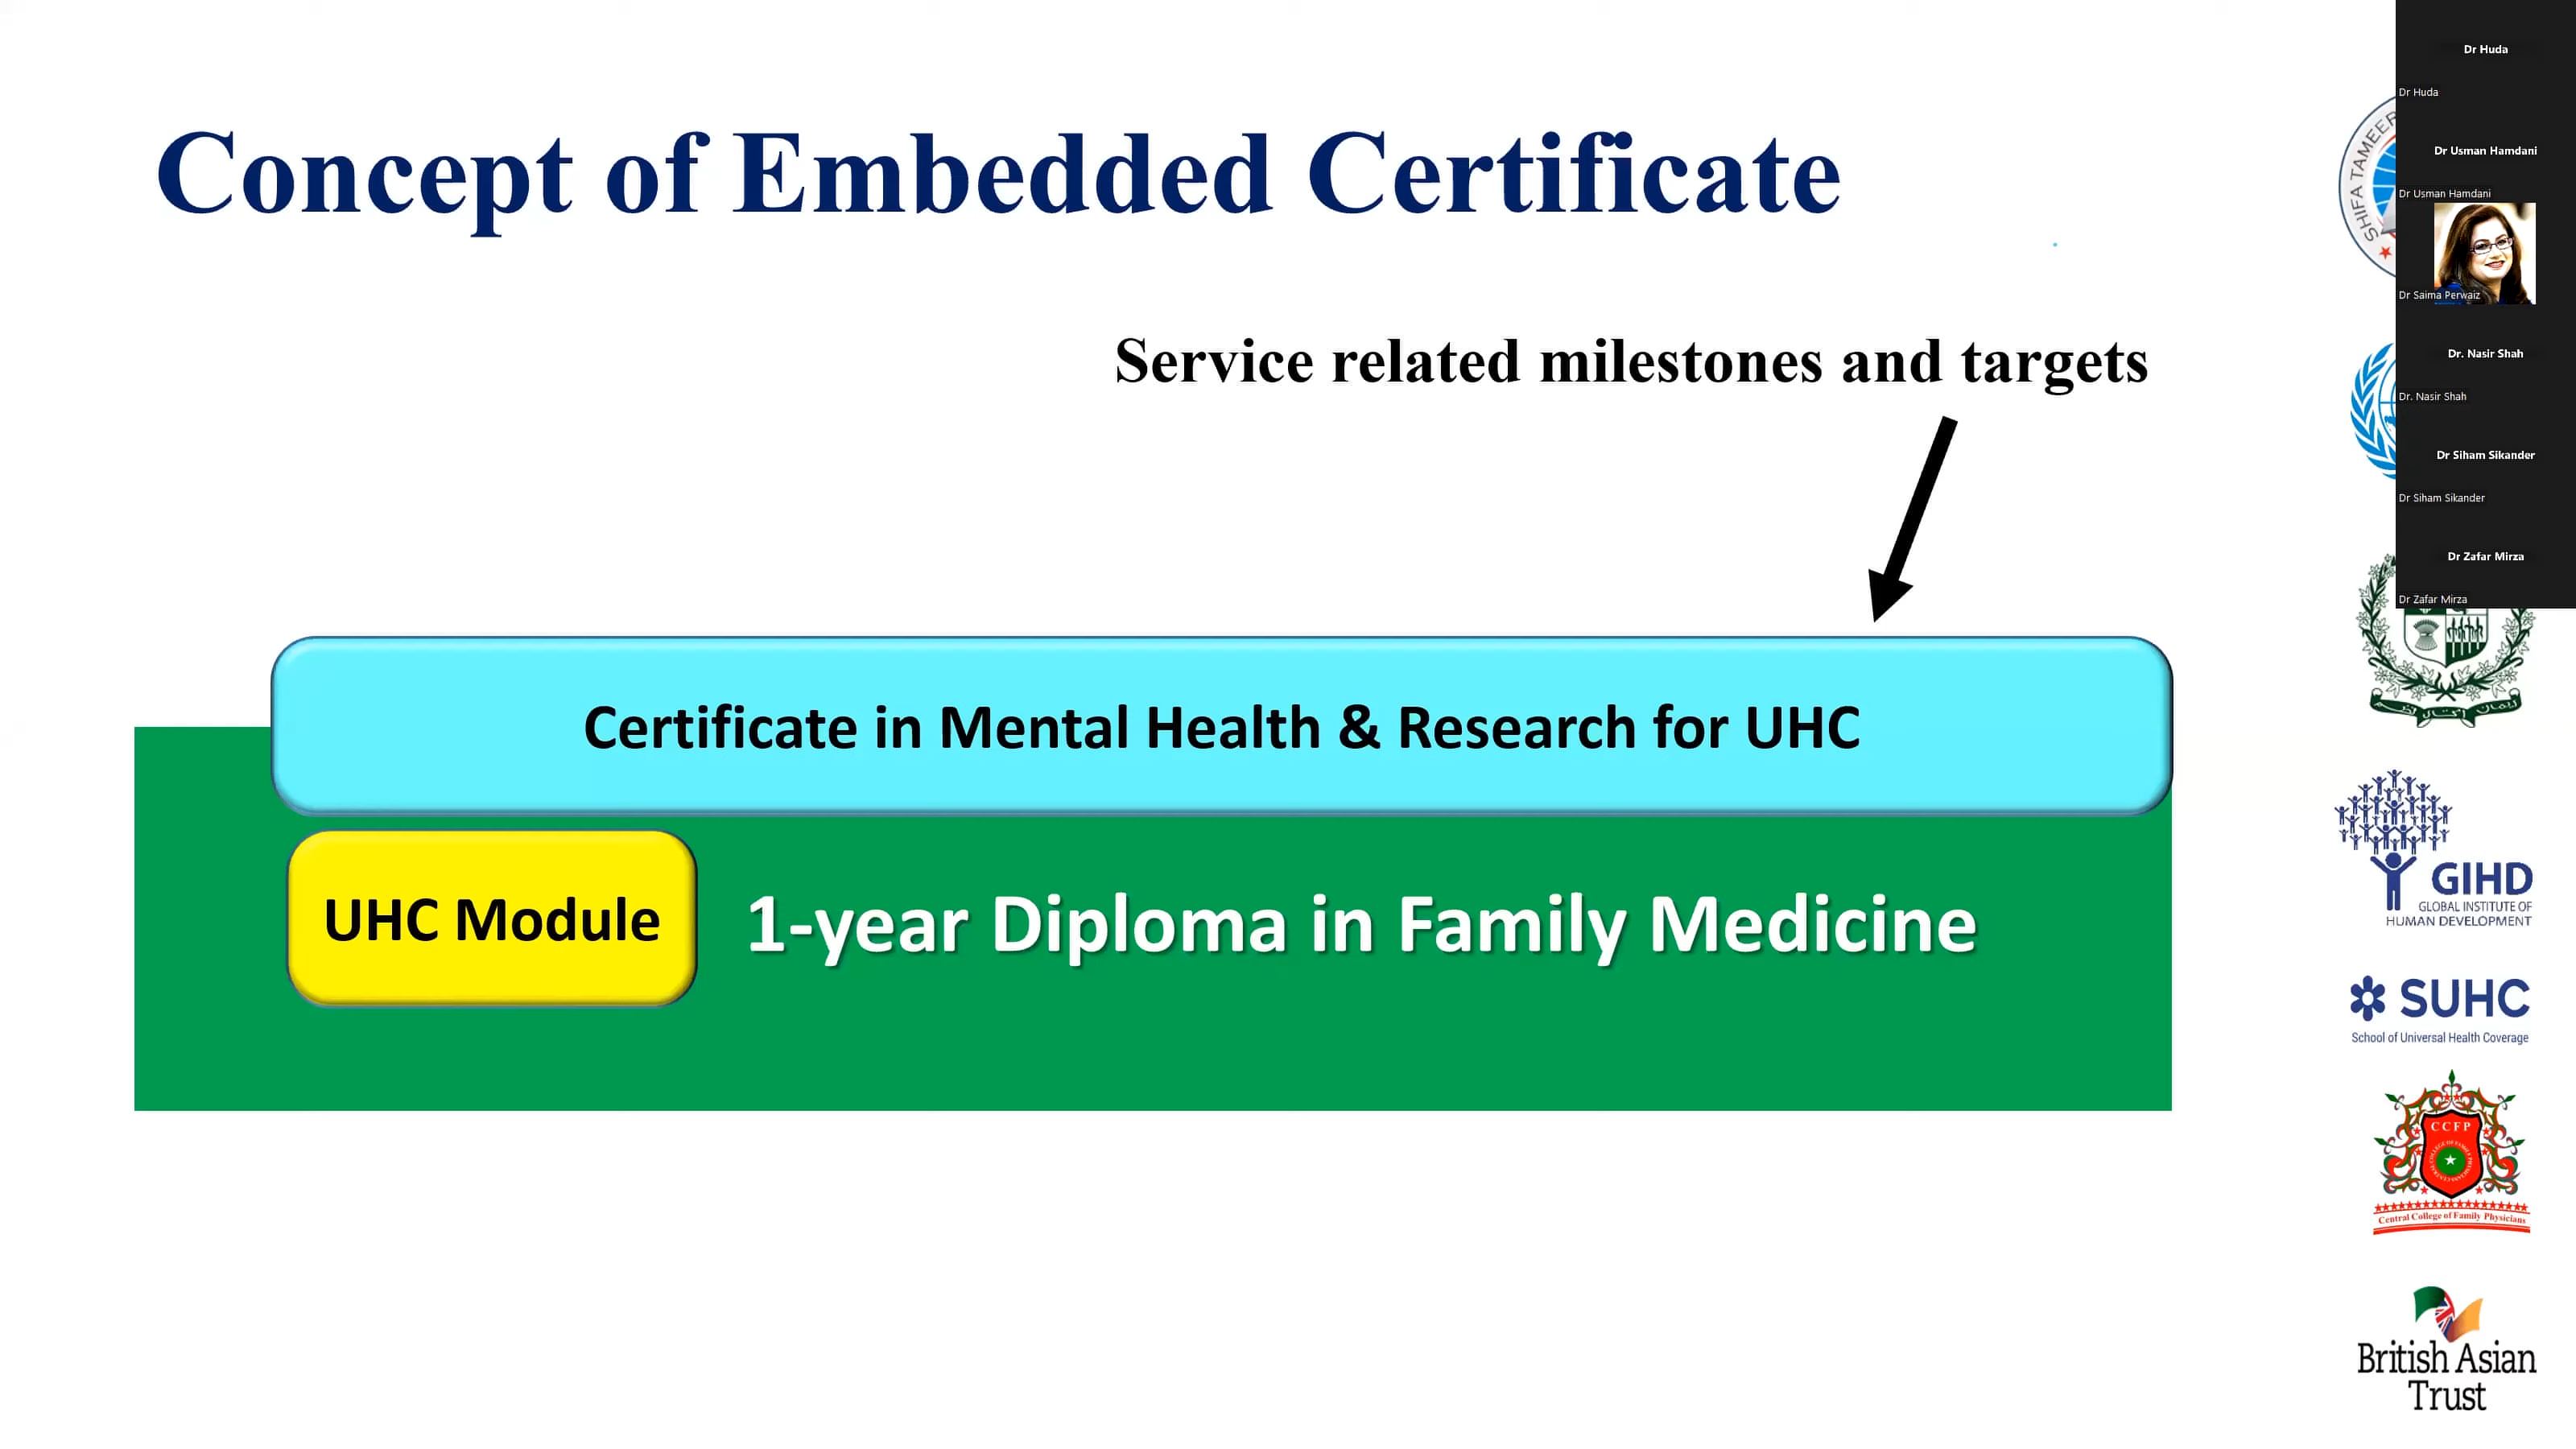 Concept of Embedded Certificate
Service related milestones and targets
Certificate in Mental Health & Research for UHC
UHC Module
1-year Diploma in Family Medicine
Dr Huda
Dr Huda
Dr Usman Hamdani
Dr Usman Hamdani
Dr Saima Perwaiz
Dr. Nasir Shah
Dr. Nasir Shah
Dr Siham Sikander
Dr Siham Sikander
Dr Zafar Mirza
Dr Zafar Mirza
SHIFA TAMEER
GIHD
GLOBAL INSTITUTE OF
HUMAN DEVELOPMENT
SUHC
School of Universal Health Coverage
CCFP
Central College of Family Physicians
British Asian
Trust